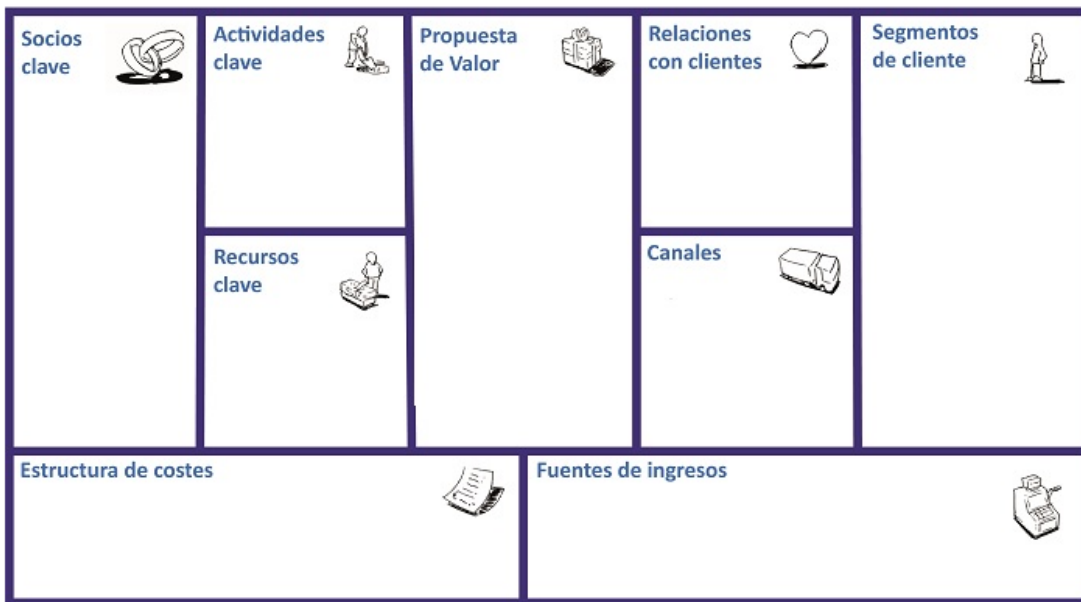 Socios
clave
Actividades
clave
Propuesta
de Valor
Relaciones
con clientes
Segmentos
de cliente
Recursos
clave
Canales
Estructura de costes
Fuentes de ingresos